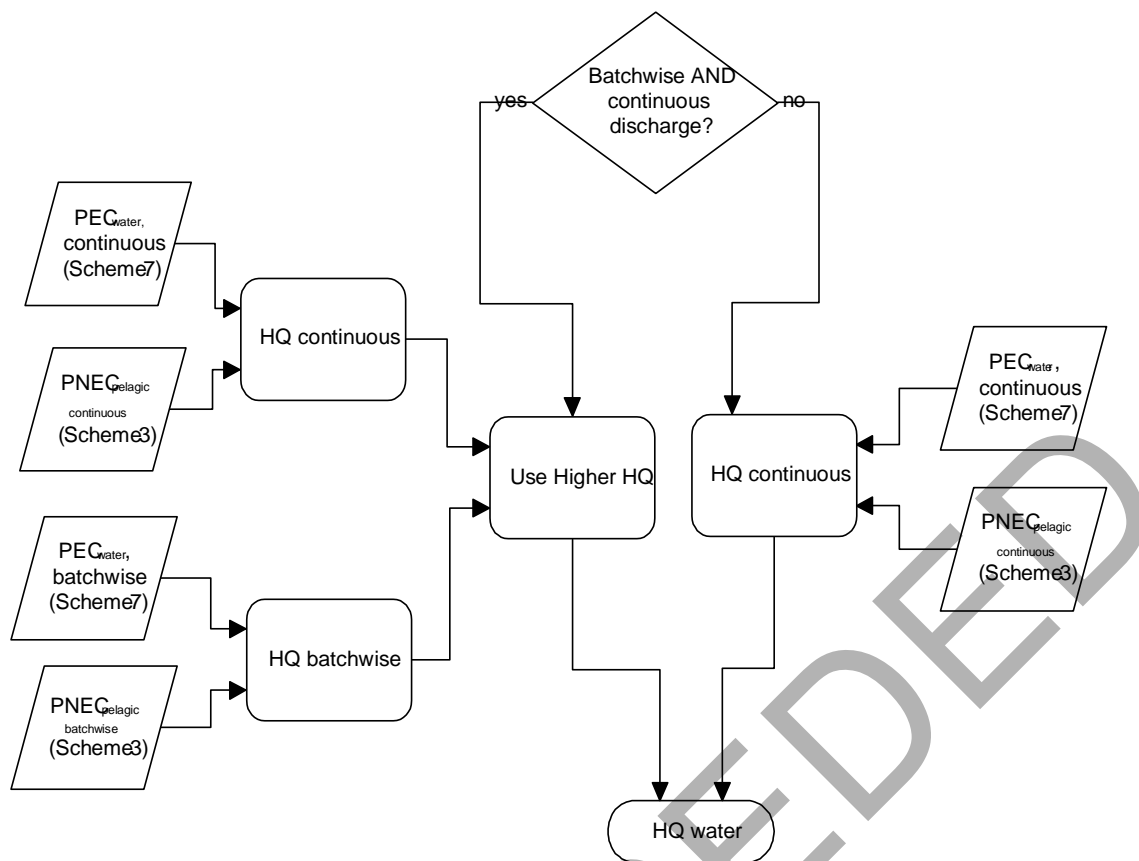 Batchwise AND
continuous
discharge?
yes
no
PECwater,
continuous
(Scheme7)
PNECpelagic
continuous
(Scheme3)
HQ continuous
PECwater,
batchwise
(Scheme7)
PNECpelagic
batchwise
(Scheme3)
HQ batchwise
Use Higher HQ
HQ continuous
PECwater,
continuous
(Scheme7)
PNECpelagic
continuous
(Scheme3)
HQ water
EDED